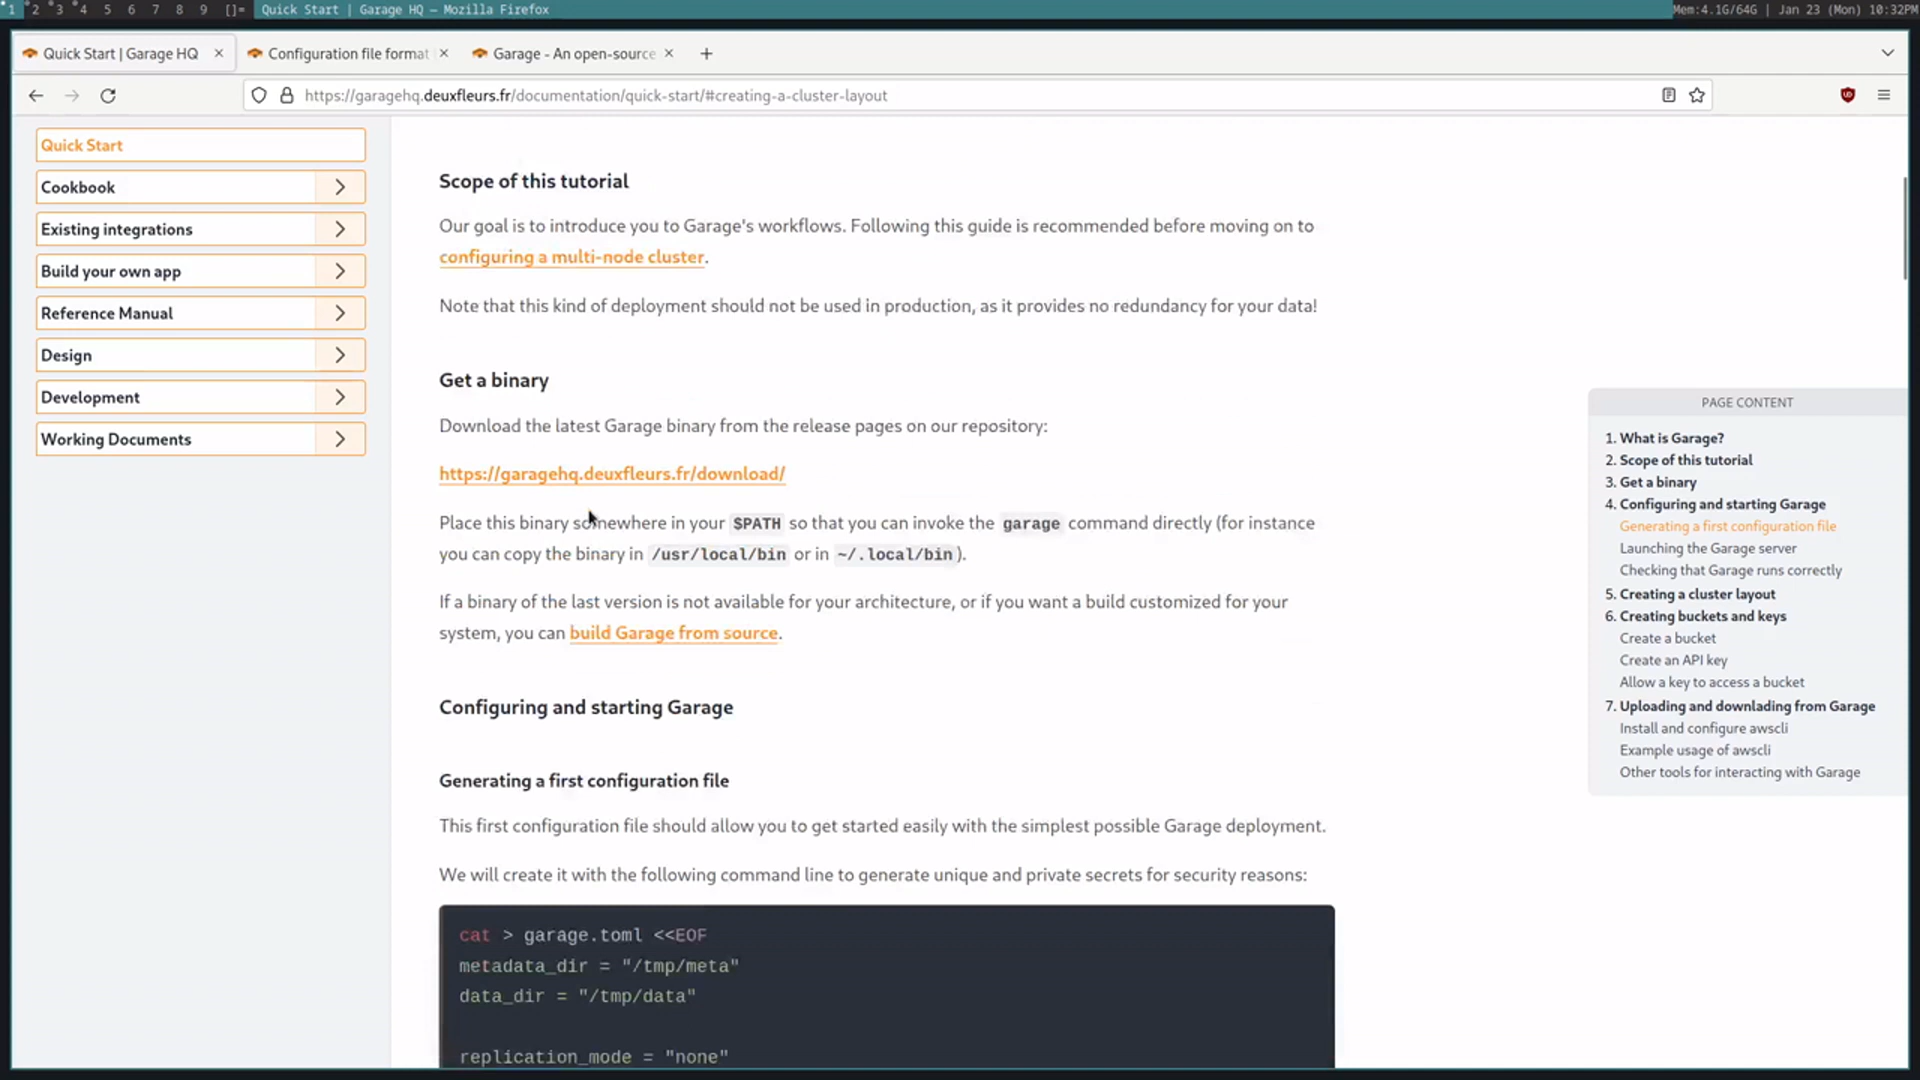 1 2 3 4 5 6 7 8 9 []= Quick Start | Garage HQ — Mozilla Firefox Mem:4.1G/64G | Jan 23 (Mon) 10:32PM
Quick Start | Garage HQ Configuration file format Garage - An open-source
https://garagehq.deuxfleurs.fr/documentation/quick-start/#creating-a-cluster-layout
Quick Start
Cookbook
Existing integrations
Build your own app
Reference Manual
Design
Development
Working Documents
Scope of this tutorial
Our goal is to introduce you to Garage's workflows. Following this guide is recommended before moving on to
configuring a multi-node cluster.
Note that this kind of deployment should not be used in production, as it provides no redundancy for your data!
Get a binary
Download the latest Garage binary from the release pages on our repository:
https://garagehq.deuxfleurs.fr/download/
Place this binary somewhere in your $PATH so that you can invoke the garage command directly (for instance
you can copy the binary in /usr/local/bin or in ~/.local/bin ).
If a binary of the last version is not available for your architecture, or if you want a build customized for your
system, you can build Garage from source.
Configuring and starting Garage
Generating a first configuration file
This first configuration file should allow you to get started easily with the simplest possible Garage deployment.
We will create it with the following command line to generate unique and private secrets for security reasons:
cat > garage.toml <<EOF
metadata_dir = "/tmp/meta"
data_dir = "/tmp/data"
replication_mode = "none"
PAGE CONTENT
1. What is Garage?
2. Scope of this tutorial
3. Get a binary
4. Configuring and starting Garage
Generating a first configuration file
Launching the Garage server
Checking that Garage runs correctly
5. Creating a cluster layout
6. Creating buckets and keys
Create a bucket
Create an API key
Allow a key to access a bucket
7. Uploading and downlading from Garage
Install and configure awscli
Example usage of awscli
Other tools for interacting with Garage